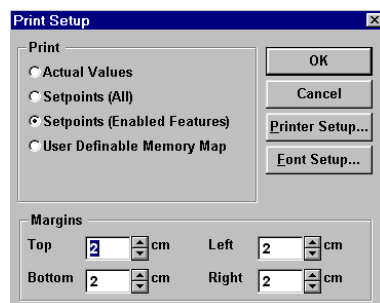 Print Setup
Print
Actual Values
Setpoints (All)
Setpoints (Enabled Features)
User Definable Memory Map
OK
Cancel
Printer Setup...
Font Setup...
Margins
Top 2 cm Left 2 cm
Bottom 2 cm Right 2 cm